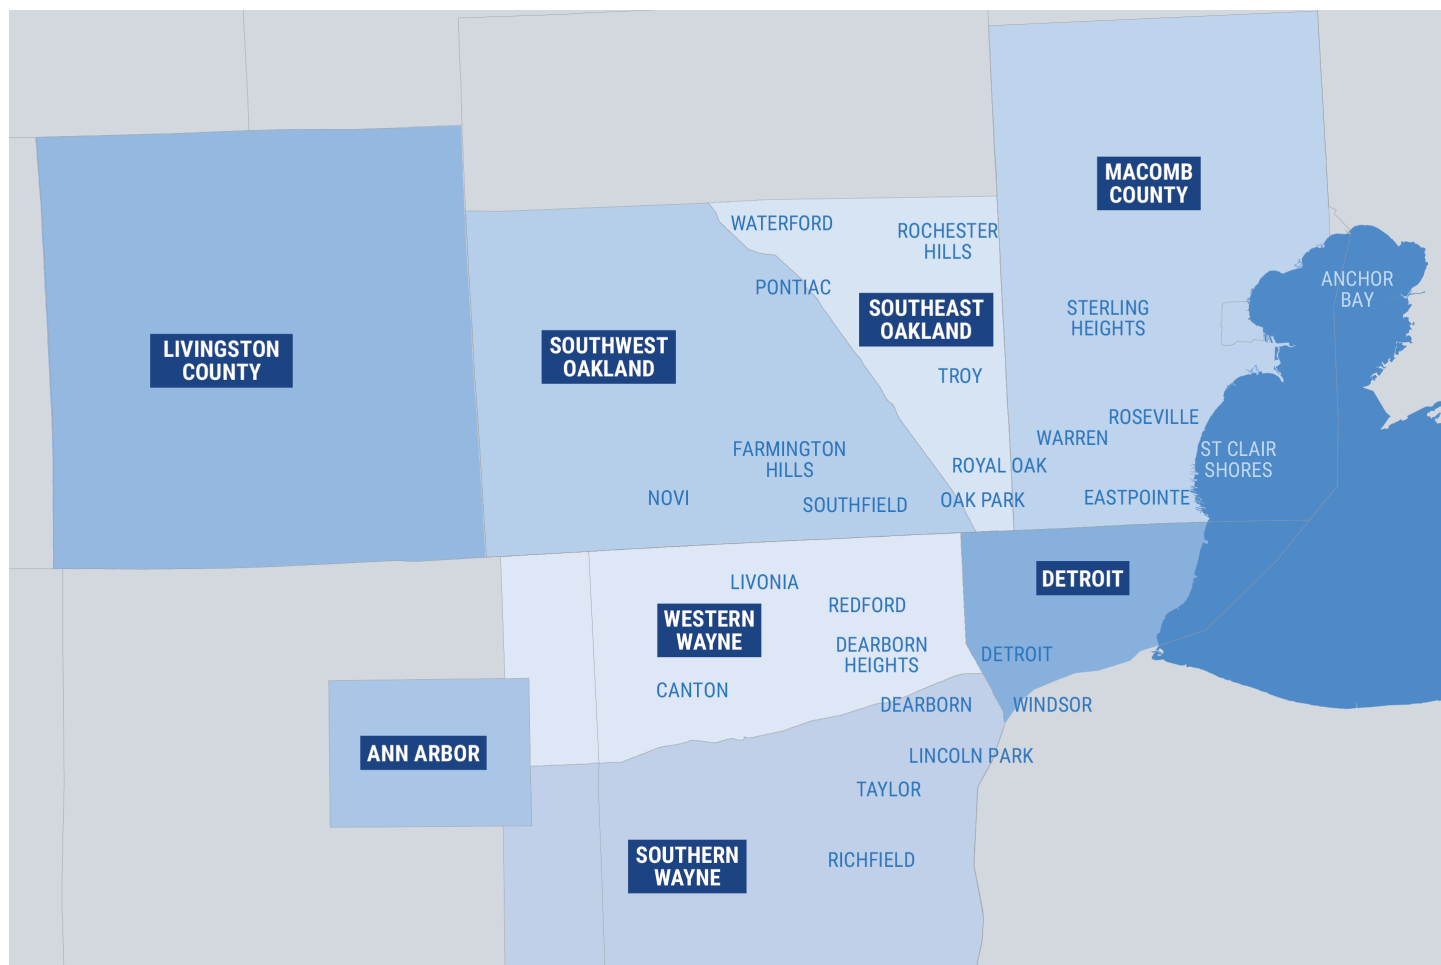 MACOMB
COUNTY
WATERFORD
ROCHESTER
HILLS
ANCHOR
BAY
PONTIAC
SOUTHEAST
OAKLAND
STERLING
HEIGHTS
LIVINGSTON
COUNTY
SOUTHWEST
OAKLAND
TROY
ROSEVILLE
WARREN
FARMINGTON
HILLS
ST CLAIR
SHORES
ROYAL OAK
NOVI
SOUTHFIELD
OAK PARK
EASTPOINTE
LIVONIA
DETROIT
REDFORD
WESTERN
WAYNE
DEARBORN
HEIGHTS
DETROIT
CANTON
DEARBORN
WINDSOR
ANN ARBOR
LINCOLN PARK
TAYLOR
SOUTHERN
WAYNE
RICHFIELD